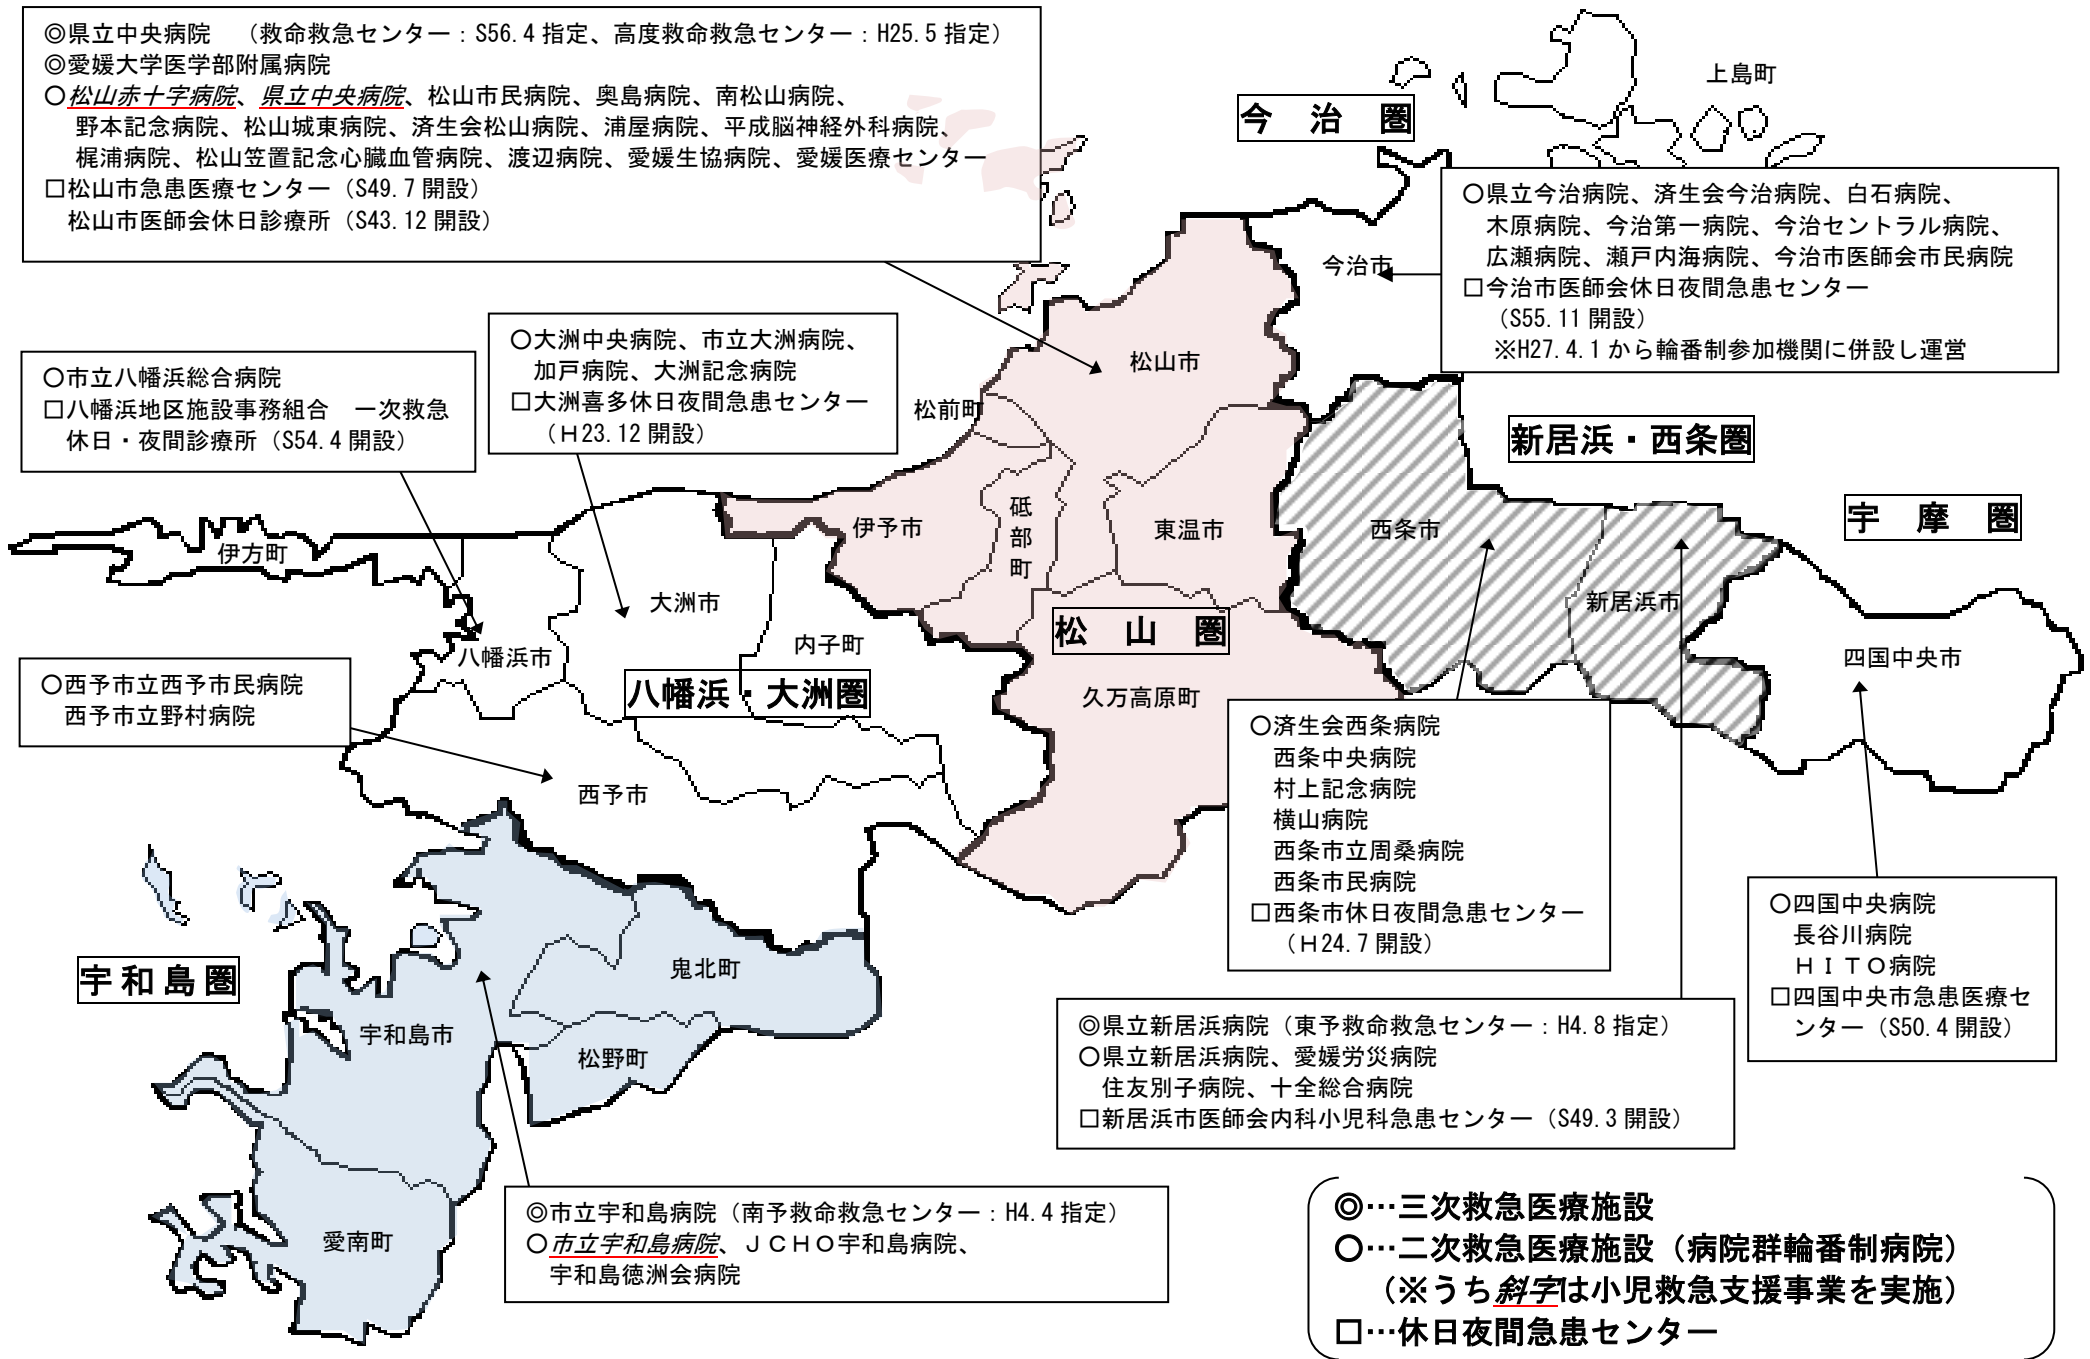 ◎県立中央病院　（救命救急センター：S56.4指定、高度救命救急センター：H25.5指定）
◎愛媛大学医学部附属病院
○松山赤十字病院、県立中央病院、松山市民病院、奥島病院、南松山病院、
野本記念病院、松山城東病院、済生会松山病院、浦屋病院、平成脳神経外科病院、
梶浦病院、松山笠置記念心臓血管病院、渡辺病院、愛媛生協病院、愛媛医療センター
□松山市急患医療センター（S49.7開設）
松山市医師会休日診療所（S43.12開設）
上島町
今　治　圏
○県立今治病院、済生会今治病院、白石病院、
木原病院、今治第一病院、今治セントラル病院、
広瀬病院、瀬戸内海病院、今治市医師会市民病院
□今治市医師会休日夜間急患センター
（S55.11開設）
※H27.4.1から輪番制参加機関に併設し運営
今治市
○大洲中央病院、市立大洲病院、
加戸病院、大洲記念病院
□大洲喜多休日夜間急患センター
（H23.12開設）
○市立八幡浜総合病院
□八幡浜地区施設事務組合　一次救急
休日・夜間診療所（S54.4開設）
松山市
松前町
新居浜・西条圏
宇　摩　圏
伊予市
砥部町
東温市
西条市
伊方町
大洲市
新居浜市
松　山　圏
内子町
八幡浜市
四国中央市
八幡浜・大洲圏
久万高原町
○西予市立西予市民病院
西予市立野村病院
西予市
○済生会西条病院
西条中央病院
村上記念病院
横山病院
西条市立周桑病院
西条市民病院
□西条市休日夜間急患センター
（H24.7開設）
○四国中央病院
長谷川病院
ＨＩＴＯ病院
□四国中央市急患医療セ
ンター（S50.4開設）
宇和島圏
鬼北町
宇和島市
松野町
◎県立新居浜病院（東予救命救急センター：H4.8指定）
○県立新居浜病院、愛媛労災病院
住友別子病院、十全総合病院
□新居浜市医師会内科小児科急患センター（S49.3開設）
愛南町
◎市立宇和島病院（南予救命救急センター：H4.4指定）
○市立宇和島病院、ＪＣＨＯ宇和島病院、
宇和島徳洲会病院
◎…三次救急医療施設
○…二次救急医療施設（病院群輪番制病院）
（※うち斜字は小児救急支援事業を実施）
□…休日夜間急患センター